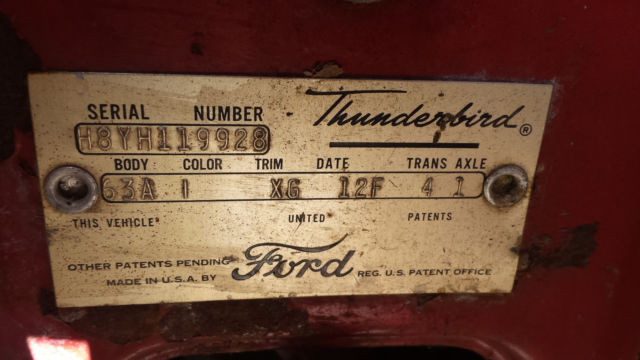 SERIAL NUMBER Thunderbird®
H8YH119928
BODY COLOR TRIM DATE TRANS AXLE
63A I XG 12F 4 1
THIS VEHICLE UNITED PATENTS
OTHER PATENTS PENDING Ford REG. U.S. PATENT OFFICE
MADE IN U.S.A. BY